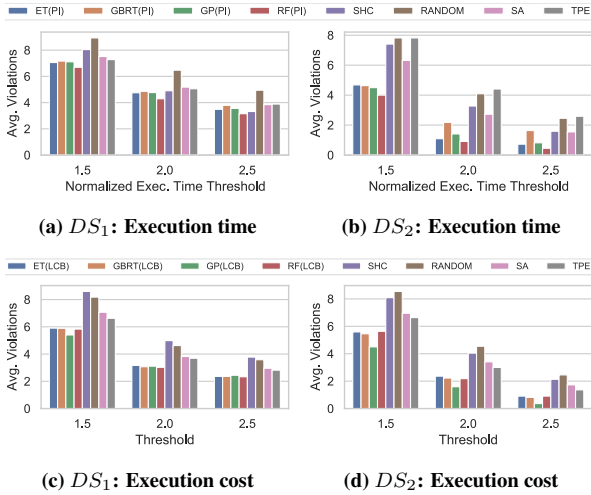 ET(PI) GBRT(PI) GP(PI) RF(PI) SHC RANDOM SA TPE
Avg. Violations
8
6
4
2
0
1.5 2.0 2.5
Normalized Exec. Time Threshold
(a) DS1: Execution time
Avg. Violations
8
6
4
2
0
1.5 2.0 2.5
Normalized Exec. Time Threshold
(b) DS2: Execution time
ET(LCB) GBRT(LCB) GP(LCB) RF(LCB) SHC RANDOM SA TPE
Avg. Violations
8
6
4
2
0
1.5 2.0 2.5
Threshold
(c) DS1: Execution cost
Avg. Violations
8
6
4
2
0
1.5 2.0 2.5
Threshold
(d) DS2: Execution cost